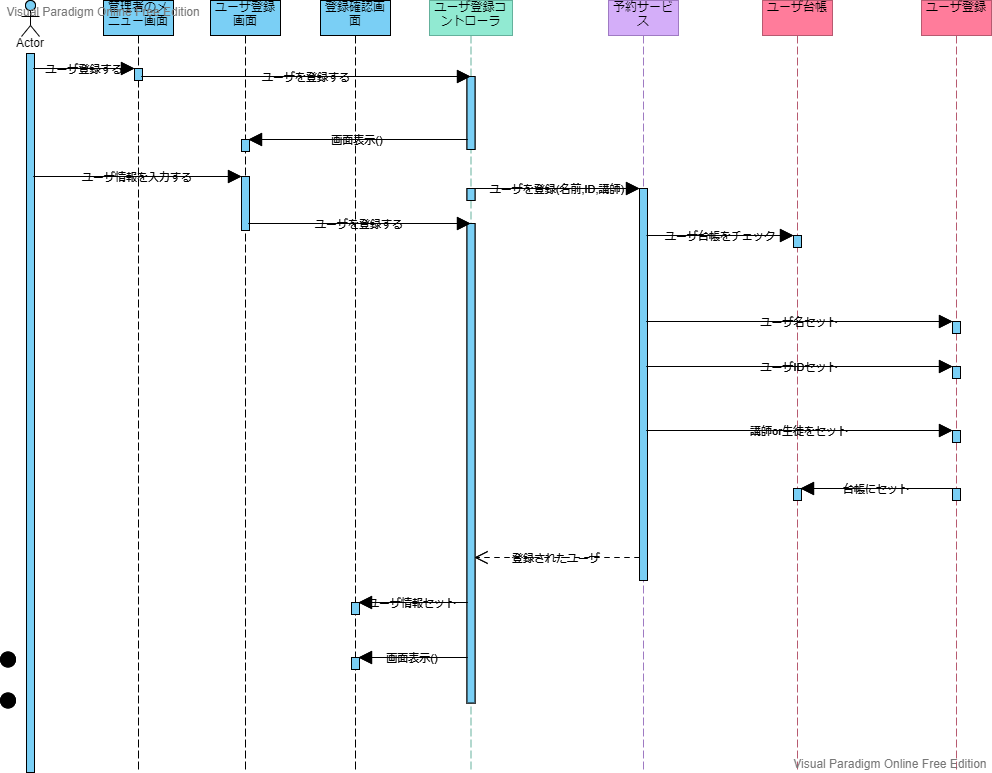 Visual Paradigm Online Free Edition
管理者のメ
ニュー画面
ユーザ登録
画面
登録確認画
面
ユーザ登録コ
ントローラ
予約サービ
ス
ユーザ台帳
ユーザ登録
Actor
ユーザ登録する
ユーザを登録する
画面表示()
ユーザ情報を入力する
ユーザを登録(名前,ID,講師)
ユーザを登録する
ユーザ台帳をチェック
ユーザ名セット
ユーザIDセット
講師or生徒をセット
台帳にセット
登録されたユーザ
ユーザ情報セット
画面表示()
Visual Paradigm Online Free Edition